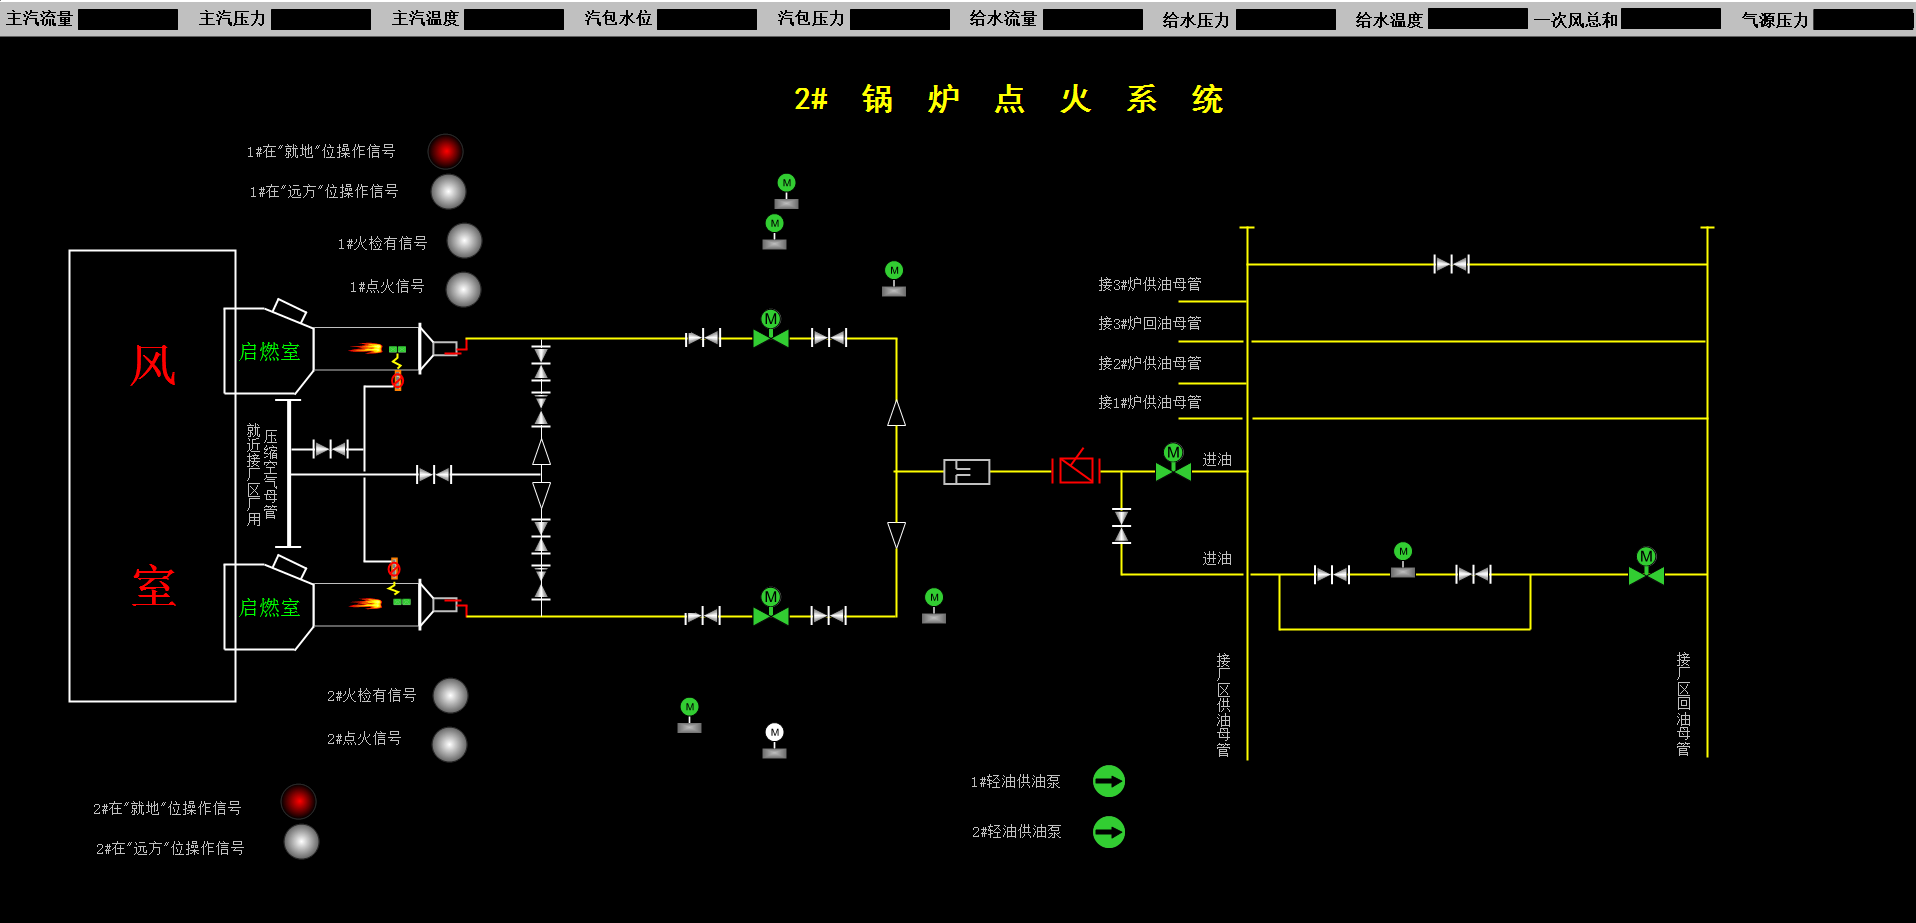 主汽流量 主汽压力 主汽温度 汽包水位 汽包压力 给水流量 给水压力 给水温度 一次风总和 气源压力
2# 锅 炉 点 火 系 统
1#在"就地"位操作信号
1#在"远方"位操作信号
1#火检有信号
1#点火信号
M
M
M
M
接3#炉供油母管
接3#炉回油母管
接2#炉供油母管
接1#炉供油母管
风
启燃室
就近接厂区厂用
压缩空气母管
M
进油
进油
M
M
室
启燃室
M
M
接厂区供油母管
接厂区回油母管
2#火检有信号
2#点火信号
M
M
1#轻油供油泵
2#轻油供油泵
2#在"就地"位操作信号
2#在"远方"位操作信号